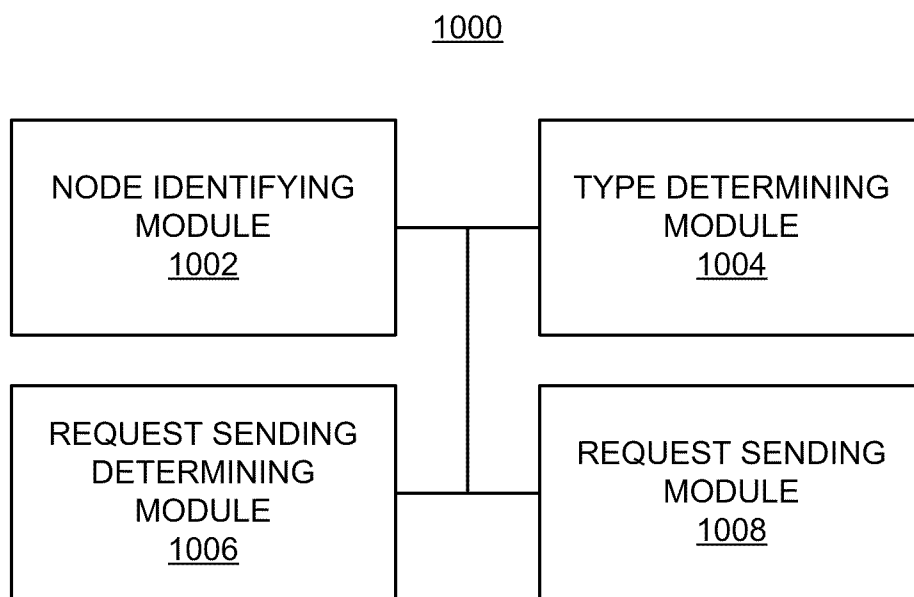 1000
NODE IDENTIFYING
MODULE
1002
TYPE DETERMINING
MODULE
1004
REQUEST SENDING
DETERMINING
MODULE
1006
REQUEST SENDING
MODULE
1008